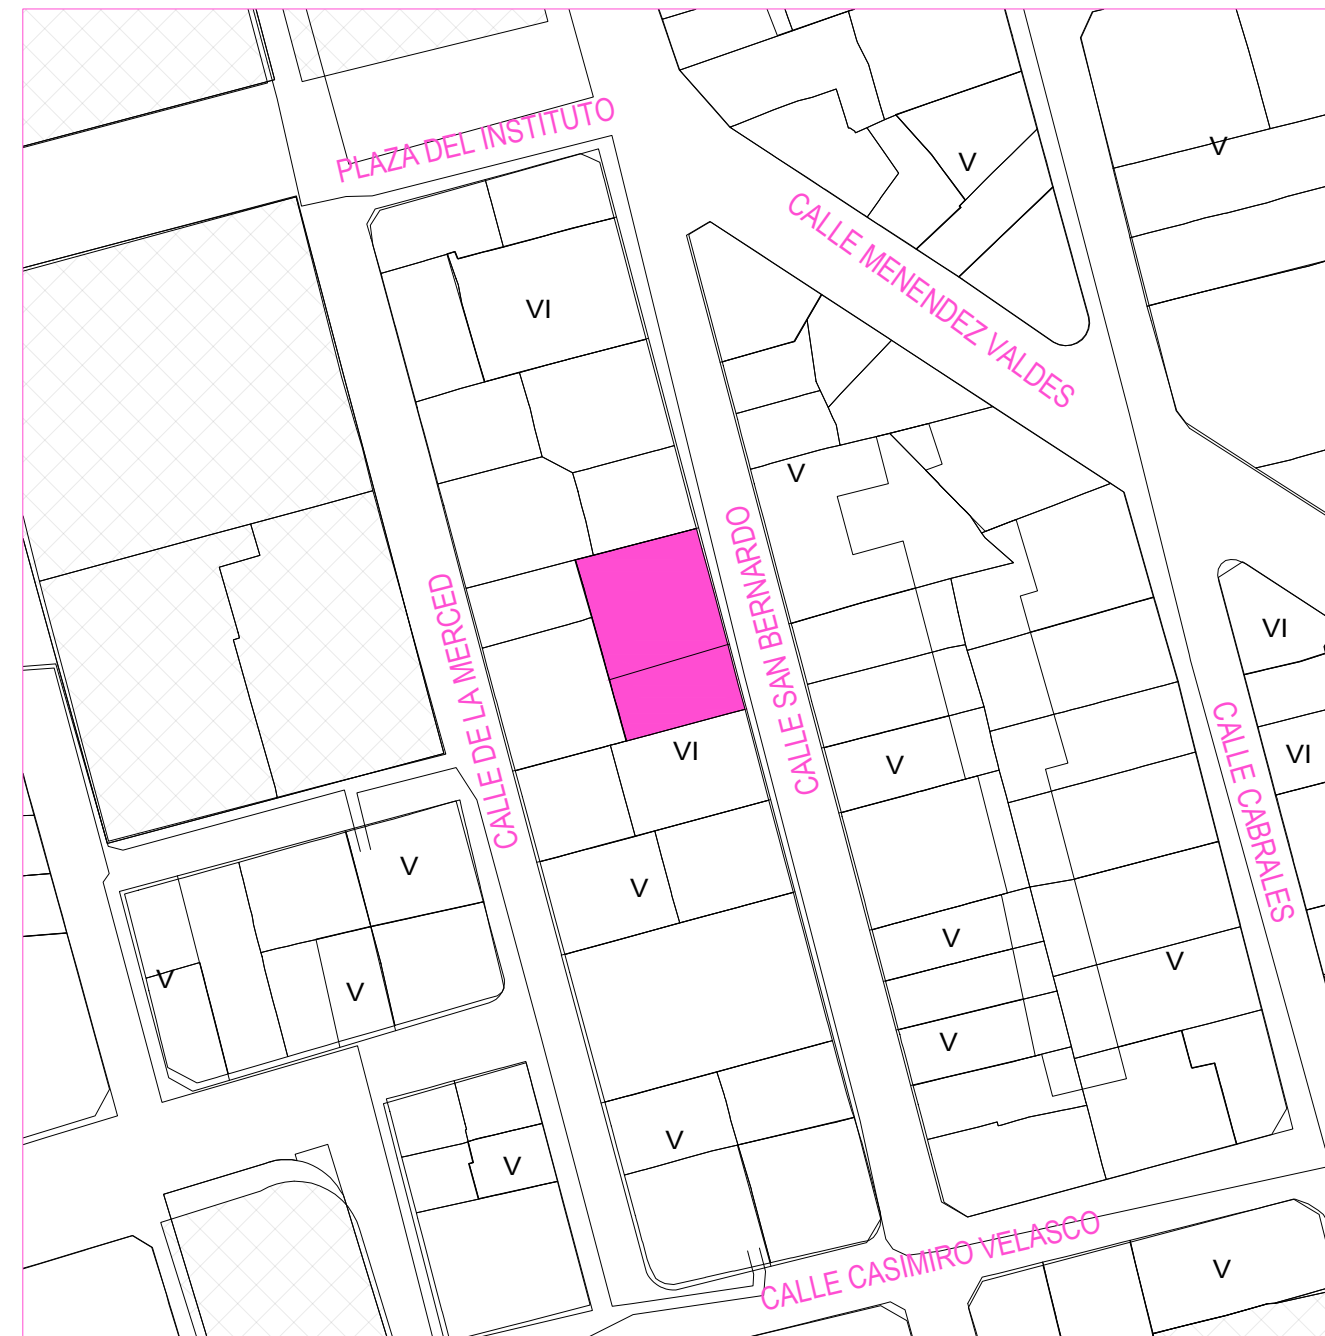 PLAZA DEL INSTITUTO
V
V
CALLE MENENDEZ VALDES
VI
V
CALLE SAN BERNARDO
CALLE DE LA MERCED
VI
CALLE CABRALES
VI
V
VI
V
V
V
V
V
V
V
V
V
CALLE CASIMIRO VELASCO
V